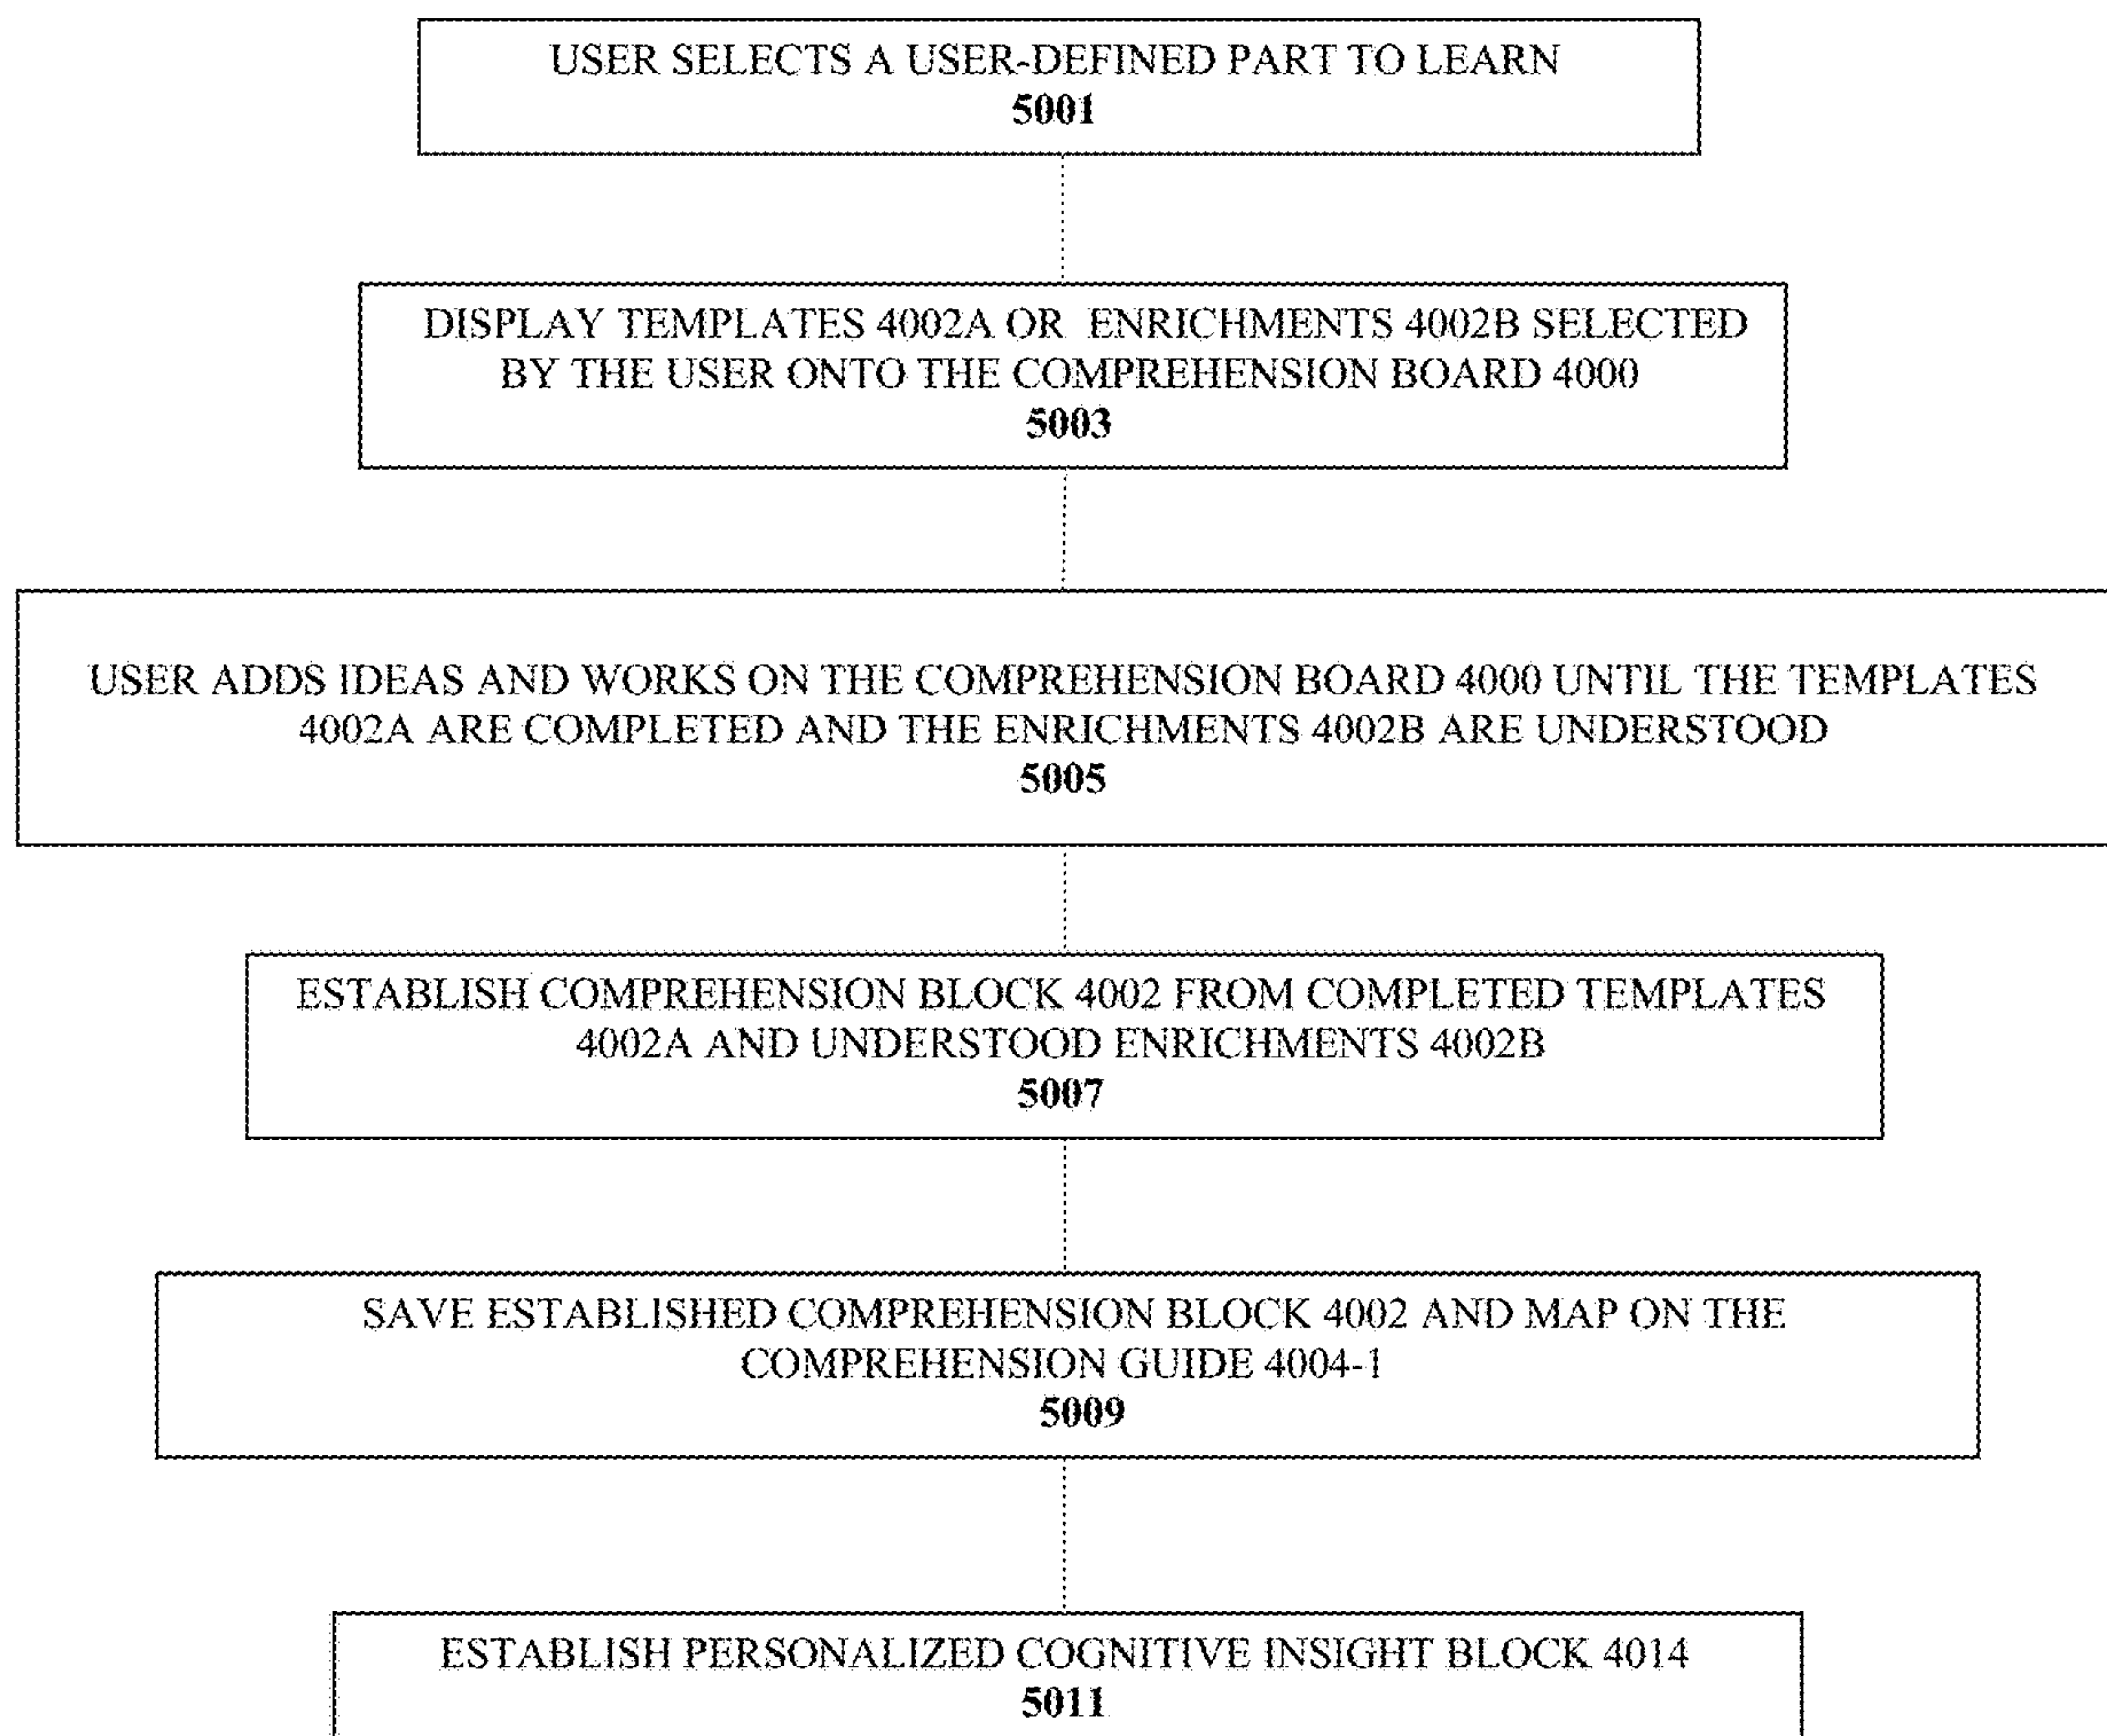 USER SELECTS A USER-DEFINED PART TO LEARN
5001
DISPLAY TEMPLATES 4002A OR ENRICHMENTS 4002B SELECTED
BY THE USER ONTO THE COMPREHENSION BOARD 4000
5003
USER ADDS IDEAS AND WORKS ON THE COMPREHENSION BOARD 4000 UNTIL THE TEMPLATES
4002A ARE COMPLETED AND THE ENRICHMENTS 4002B ARE UNDERSTOOD
5005
ESTABLISH COMPREHENSION BLOCK 4002 FROM COMPLETED TEMPLATES
4002A AND UNDERSTOOD ENRICHMENTS 4002B
5007
SAVE ESTABLISHED COMPREHENSION BLOCK 4002 AND MAP ON THE
COMPREHENSION GUIDE 4004-1
5009
ESTABLISH PERSONALIZED COGNITIVE INSIGHT BLOCK 4014
5011